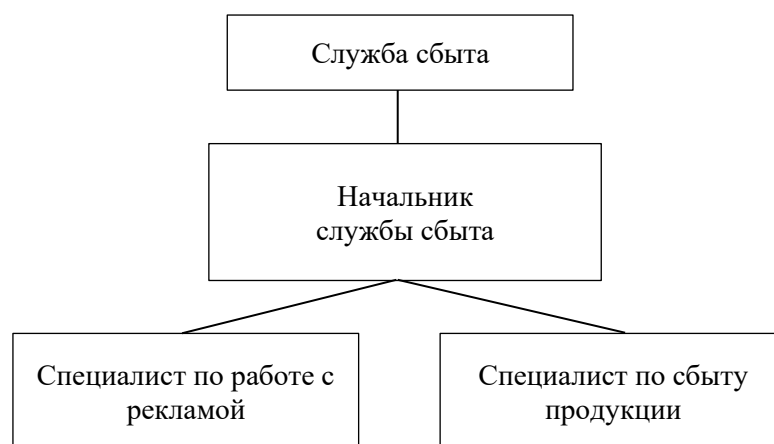 Служба сбыта
Начальник
службы сбыта
Специалист по работе с
рекламой
Специалист по сбыту
продукции